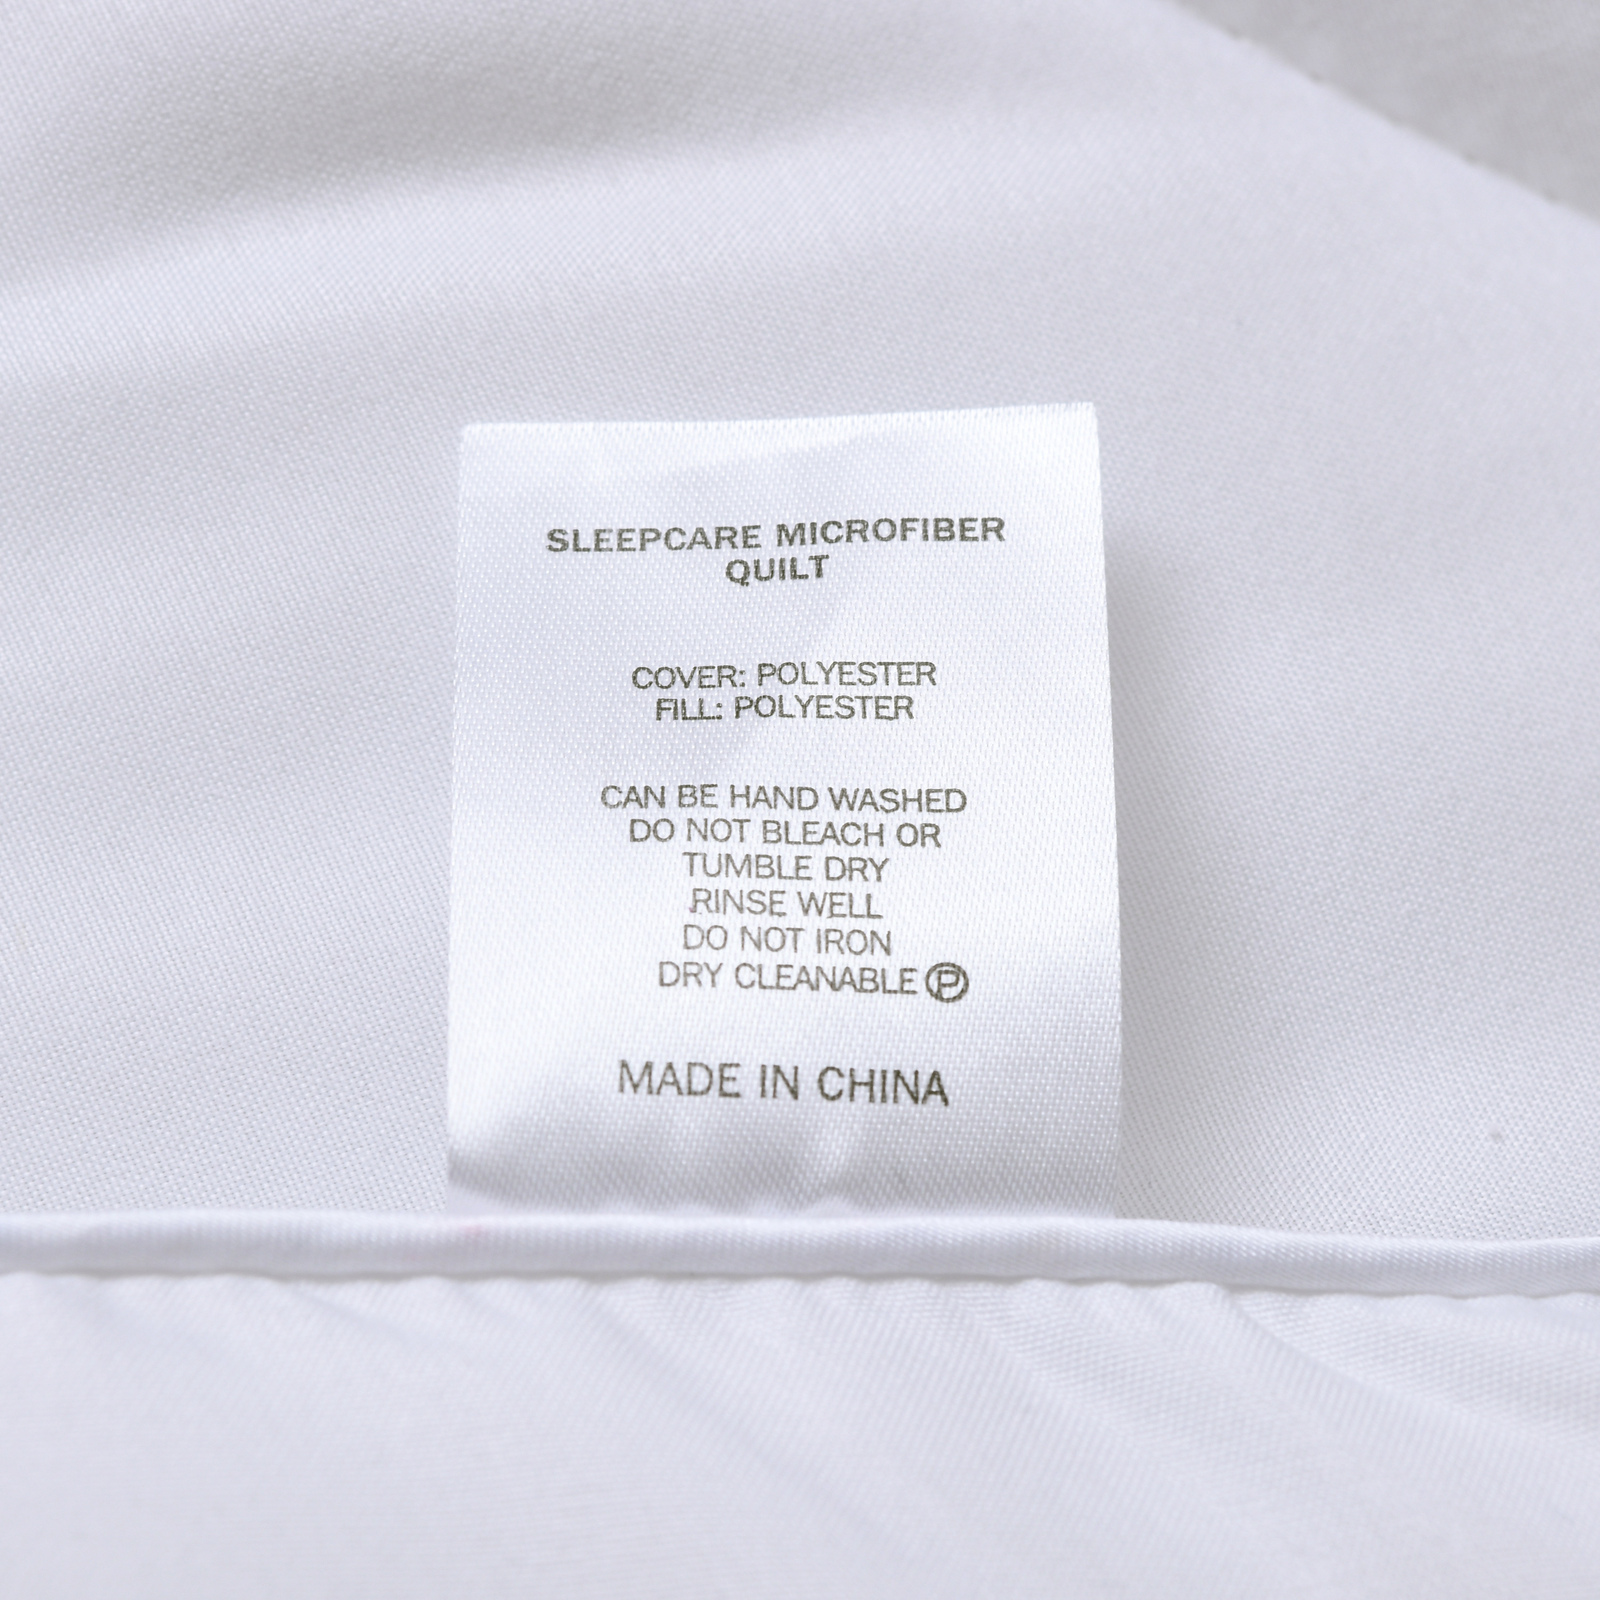 SLEEPCARE MICROFIBER
QUILT
COVER: POLYESTER
FILL: POLYESTER
CAN BE HAND WASHED
DO NOT BLEACH OR
TUMBLE DRY
RINSE WELL
DO NOT IRON
DRY CLEANABLE Ⓟ
MADE IN CHINA